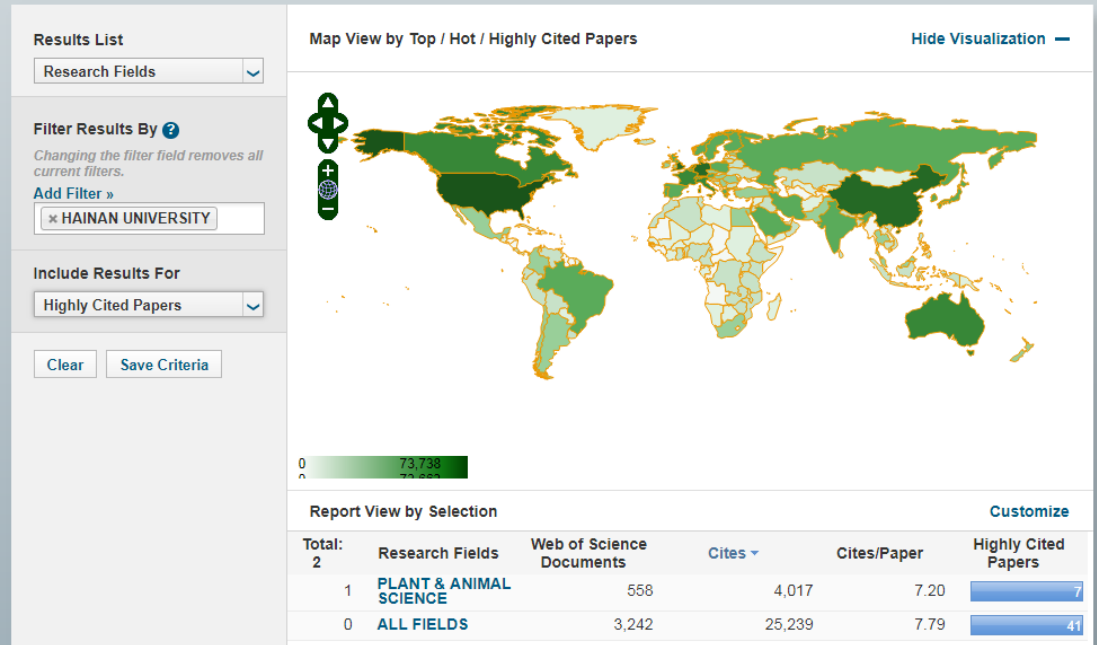 Results List
Research Fields
Filter Results By ?
Changing the filter field removes all
current filters.
Add Filter »
× HAINAN UNIVERSITY
Include Results For
Highly Cited Papers
Clear Save Criteria
Map View by Top / Hot / Highly Cited Papers Hide Visualization —
+
−
0 73,738
Report View by Selection Customize
Total: 2 Research Fields Web of Science Documents Cites Cites/Paper Highly Cited Papers
1 PLANT & ANIMAL SCIENCE 558 4,017 7.20 7
0 ALL FIELDS 3,242 25,239 7.79 41